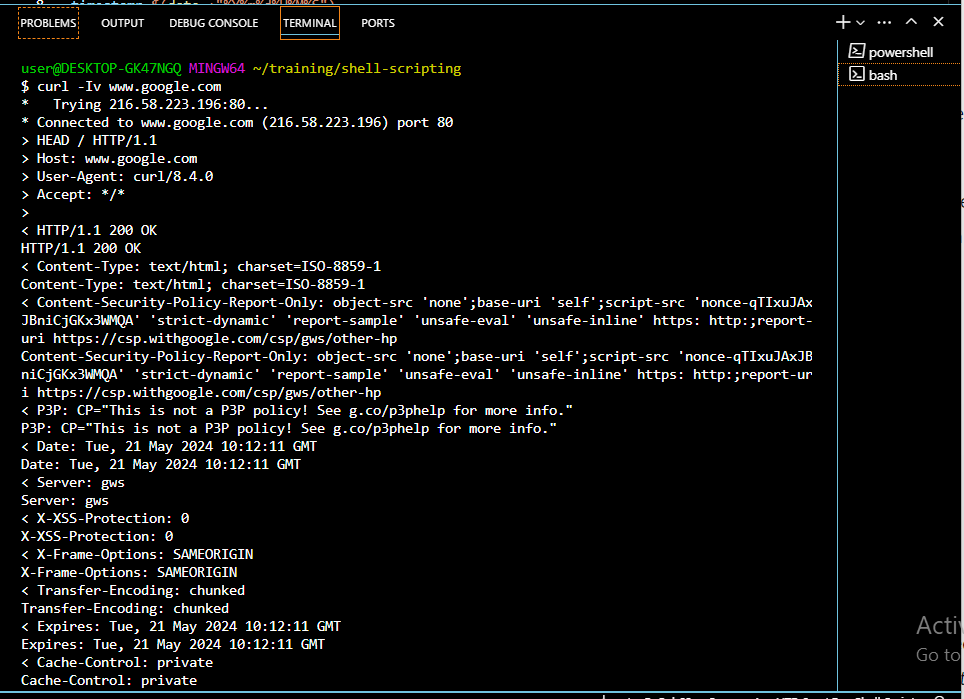 PROBLEMS OUTPUT DEBUG CONSOLE TERMINAL PORTS
powershell
bash
user@DESKTOP-GK47NGQ MINGW64 ~/training/shell-scripting
$ curl -Iv www.google.com
*   Trying 216.58.223.196:80...
* Connected to www.google.com (216.58.223.196) port 80
> HEAD / HTTP/1.1
> Host: www.google.com
> User-Agent: curl/8.4.0
> Accept: */*
>
< HTTP/1.1 200 OK
HTTP/1.1 200 OK
< Content-Type: text/html; charset=ISO-8859-1
Content-Type: text/html; charset=ISO-8859-1
< Content-Security-Policy-Report-Only: object-src 'none';base-uri 'self';script-src 'nonce-qTIxuJAx
JBniCjGKx3WMQA' 'strict-dynamic' 'report-sample' 'unsafe-eval' 'unsafe-inline' https: http:;report-
uri https://csp.withgoogle.com/csp/gws/other-hp
Content-Security-Policy-Report-Only: object-src 'none';base-uri 'self';script-src 'nonce-qTIxuJAxJB
niCjGKx3WMQA' 'strict-dynamic' 'report-sample' 'unsafe-eval' 'unsafe-inline' https: http:;report-ur
i https://csp.withgoogle.com/csp/gws/other-hp
< P3P: CP="This is not a P3P policy! See g.co/p3phelp for more info."
P3P: CP="This is not a P3P policy! See g.co/p3phelp for more info."
< Date: Tue, 21 May 2024 10:12:11 GMT
Date: Tue, 21 May 2024 10:12:11 GMT
< Server: gws
Server: gws
< X-XSS-Protection: 0
X-XSS-Protection: 0
< X-Frame-Options: SAMEORIGIN
X-Frame-Options: SAMEORIGIN
< Transfer-Encoding: chunked
Transfer-Encoding: chunked
< Expires: Tue, 21 May 2024 10:12:11 GMT
Expires: Tue, 21 May 2024 10:12:11 GMT
< Cache-Control: private
Cache-Control: private
Activ
Go to